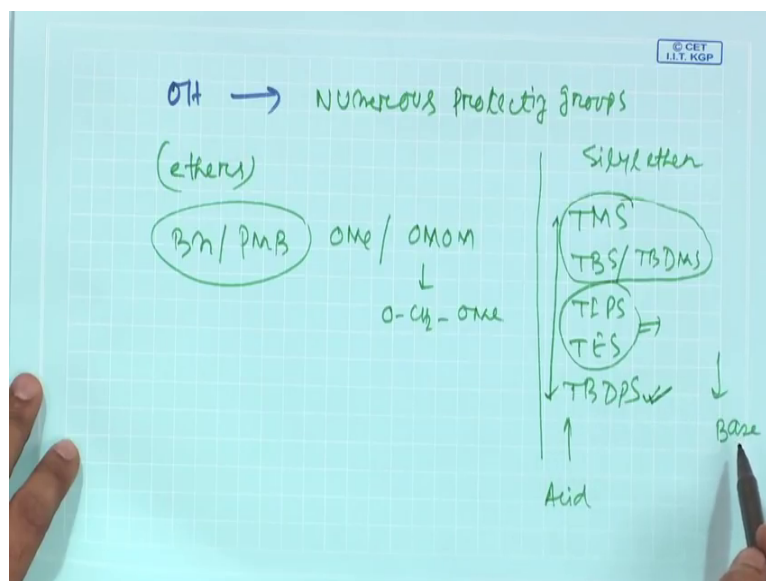 © CET
I.I.T. KGP
OH → Numerous Protectig groups
(ethers)
Bn/PMB OMe/ OMOM
↓
O-CH2-OMe
Silyl ether
TMS
TBS/TBDMS
TIPS
TES
TBDPS
Acid
Base